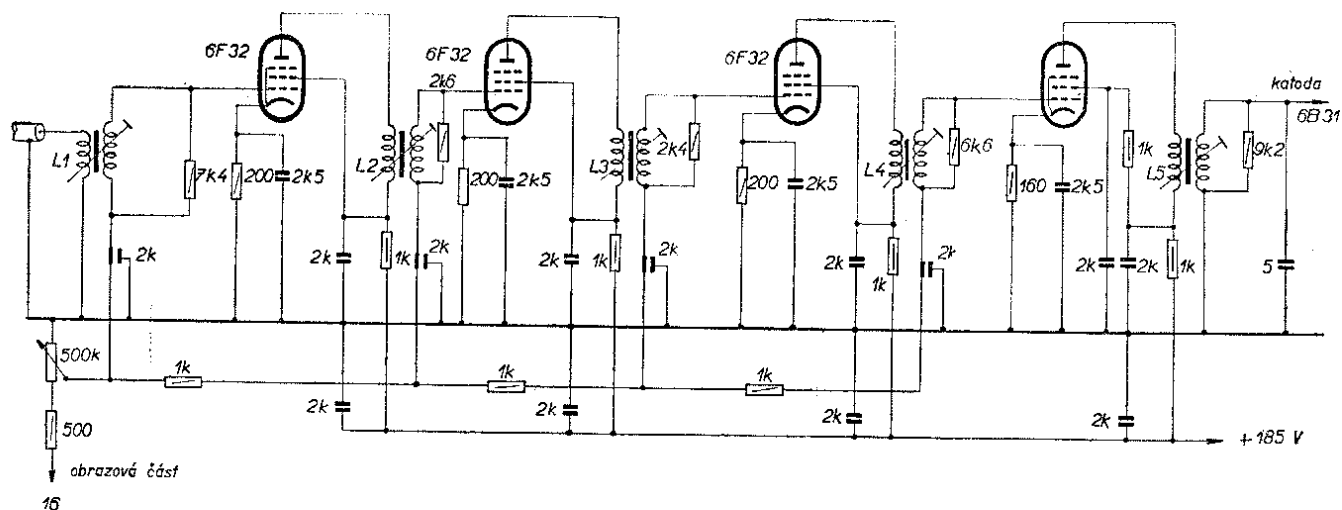 6F32
6F32
6F32
2k6
katoda
6B31
L1
7k4
200
2k5
L2
200
2k5
L3
2k4
200
2k5
L4
6k6
160
2k5
1k
L5
9k2
2k
2k
1k
2k
2k
1k
2k
2k
1k
2k
2k
2k
1k
5
500k
1k
1k
1k
500
2k
2k
2k
2k
+185 V
obrazová část
16